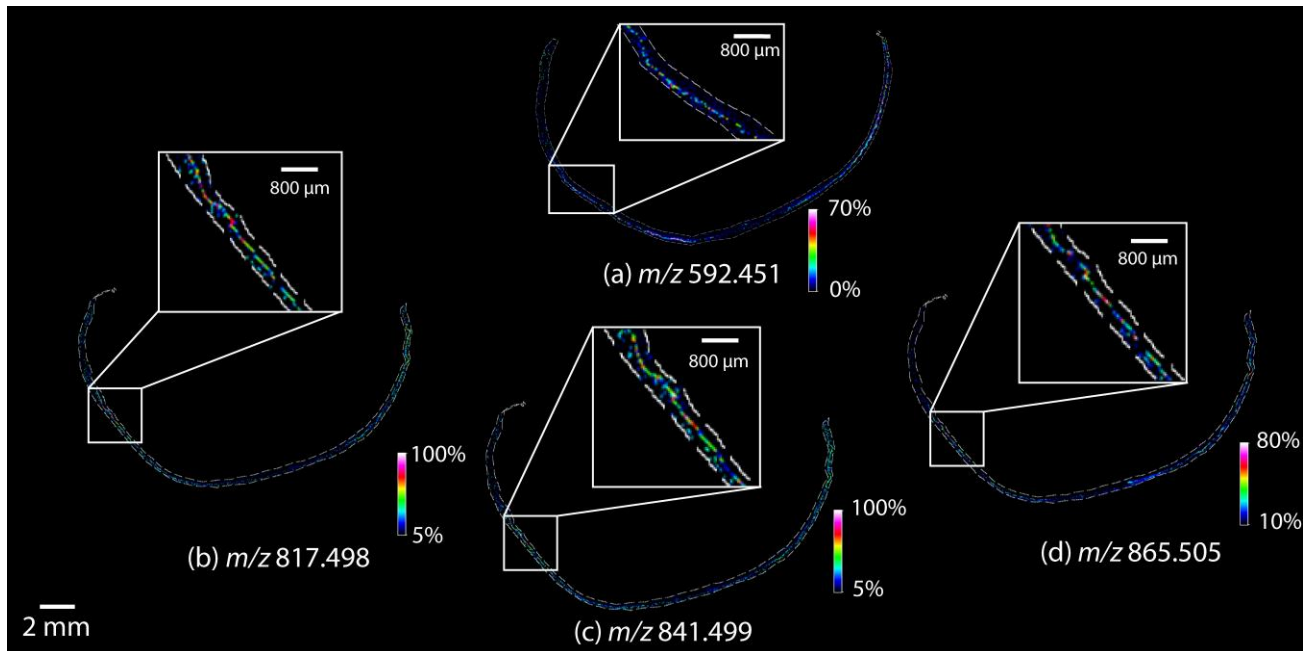 800 μm
70%
0%
(a) m/z 592.451
800 μm
100%
5%
(b) m/z 817.498
800 μm
100%
5%
(c) m/z 841.499
800 μm
80%
10%
(d) m/z 865.505
2 mm